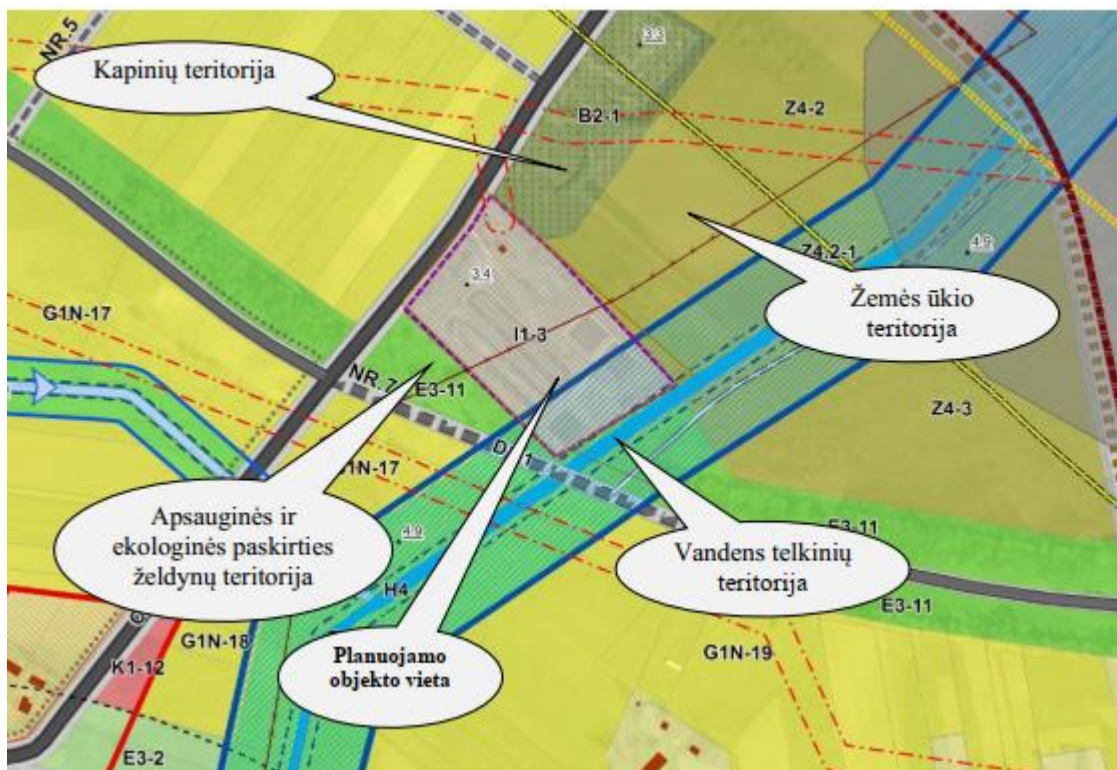 NR.5
3.3
Kapinių teritorija
B2-1
Z4-2
4.9
Z4.2-1
3.4
Žemės ūkio
teritorija
G1N-17
I1-3
NR.7
E3-11
Z4-3
G1N-17
Apsauginės ir
ekologinės paskirties
želdynų teritorija
4.9
E3-11
Vandens telkinių
teritorija
H4
E3-11
G1N-18
Planuojamo
objekto vieta
G1N-19
K1-12
E3-2